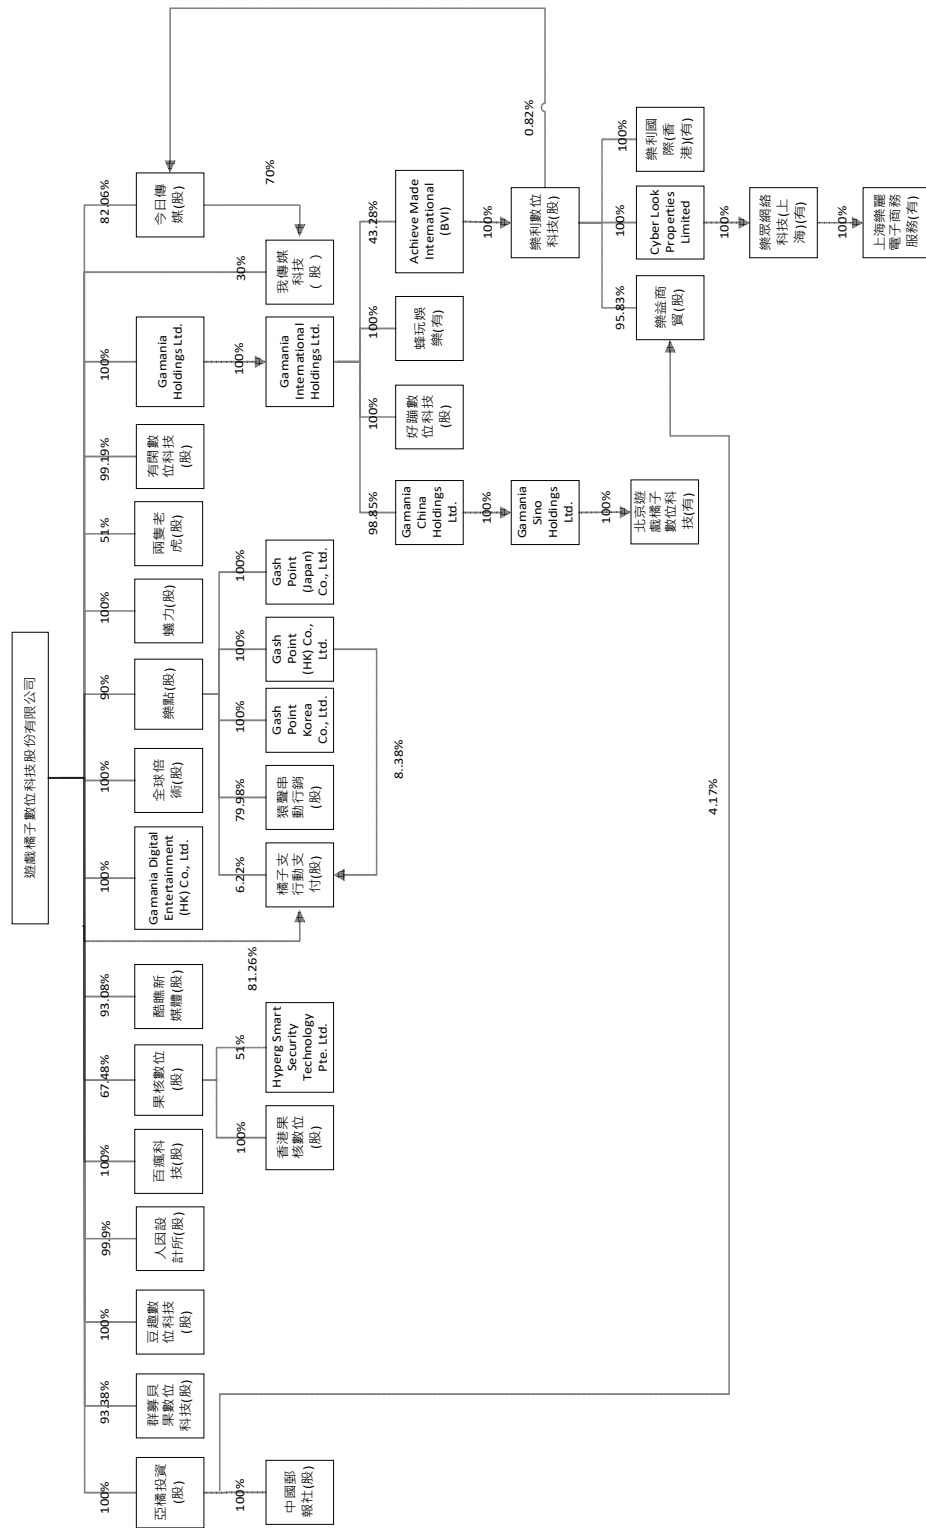 遊戲橘子數位科技股份有限公司
100%
亞橘投資
(股)
93.38%
群募貝
果數位
科技(股)
100%
豆趣數
位科技
(股)
99.9%
人因設
計所(股)
100%
百瘋科
技(股)
67.48%
果核數位
(股)
93.08%
酷瞧新
媒體(股)
100%
Gamania Digital
Entertainment
(HK) Co., Ltd.
100%
全球倍
術(股)
90%
樂點(股)
100%
蟻力(股)
51%
兩隻老
虎(股)
99.19%
有閑數
位科技
(股)
100%
Gamania
Holdings Ltd.
82.06%
今日傳
媒(股)
100%
中國郵
報社(股)
100%
香港果
核數位
(股)
51%
Hyperg Smart
Security
Technology
Pte. Ltd.
81.26%
6.22%
橘子支
行動支
付(股)
79.98%
猿聲串
動行銷
(股)
100%
Gash
Point
Korea
Co., Ltd.
100%
Gash
Point
(HK) Co.,
Ltd.
100%
Gash
Point
(Japan)
Co., Ltd.
100%
Gamania
International
Holdings Ltd.
30%
我傳媒
科技
(股)
70%
8..38%
98.85%
Gamania
China
Holdings
Ltd.
100%
好蹦數
位科技
(股)
100%
蜂玩娛
樂(有)
43.28%
Achieve Made
International
(BVI)
100%
Gamania
Sino
Holdings
Ltd.
100%
樂利數位
科技(股)
0.82%
100%
北京遊
戲橘子
數位科
技(有)
95.83%
樂益商
貿(股)
100%
Cyber Look
Properties
Limited
100%
樂利國
際(香
港)(有)
4.17%
100%
樂眾網絡
科技(上
海)(有)
100%
上海樂麗
電子商務
服務(有)